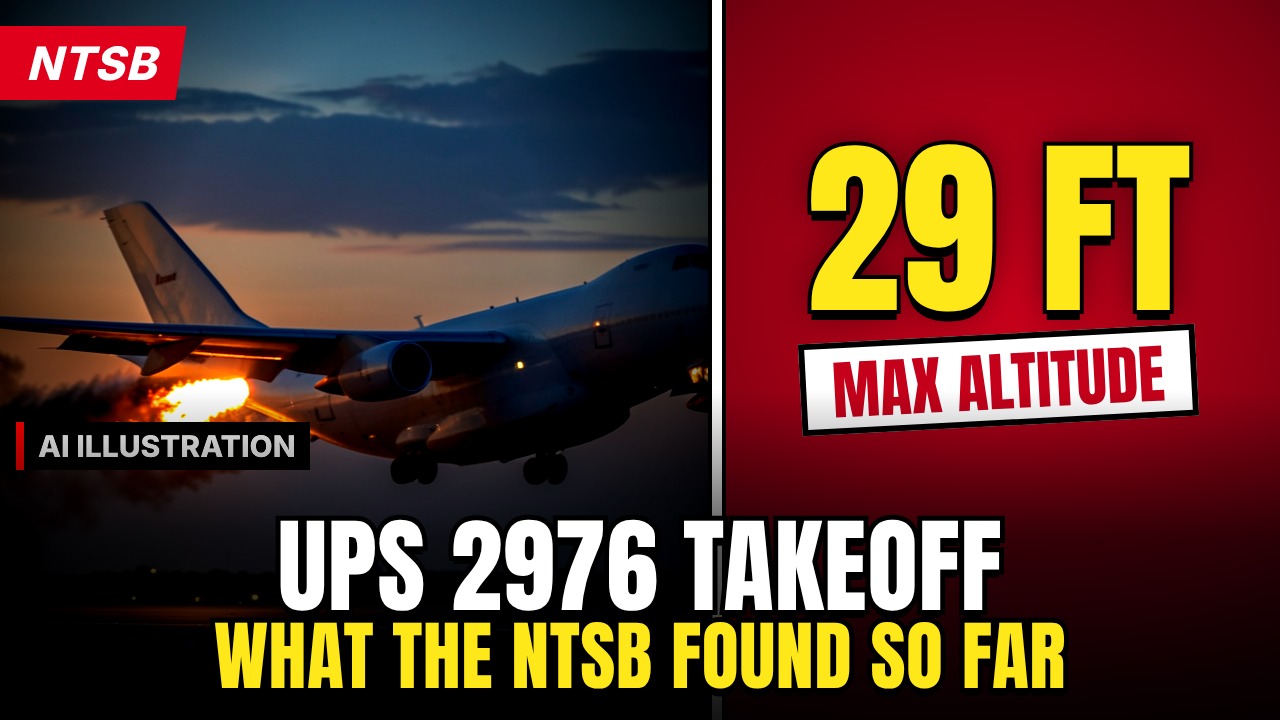 NTSB
29 FT
MAX ALTITUDE
AI ILLUSTRATION
UPS 2976 TAKEOFF
WHAT THE NTSB FOUND SO FAR